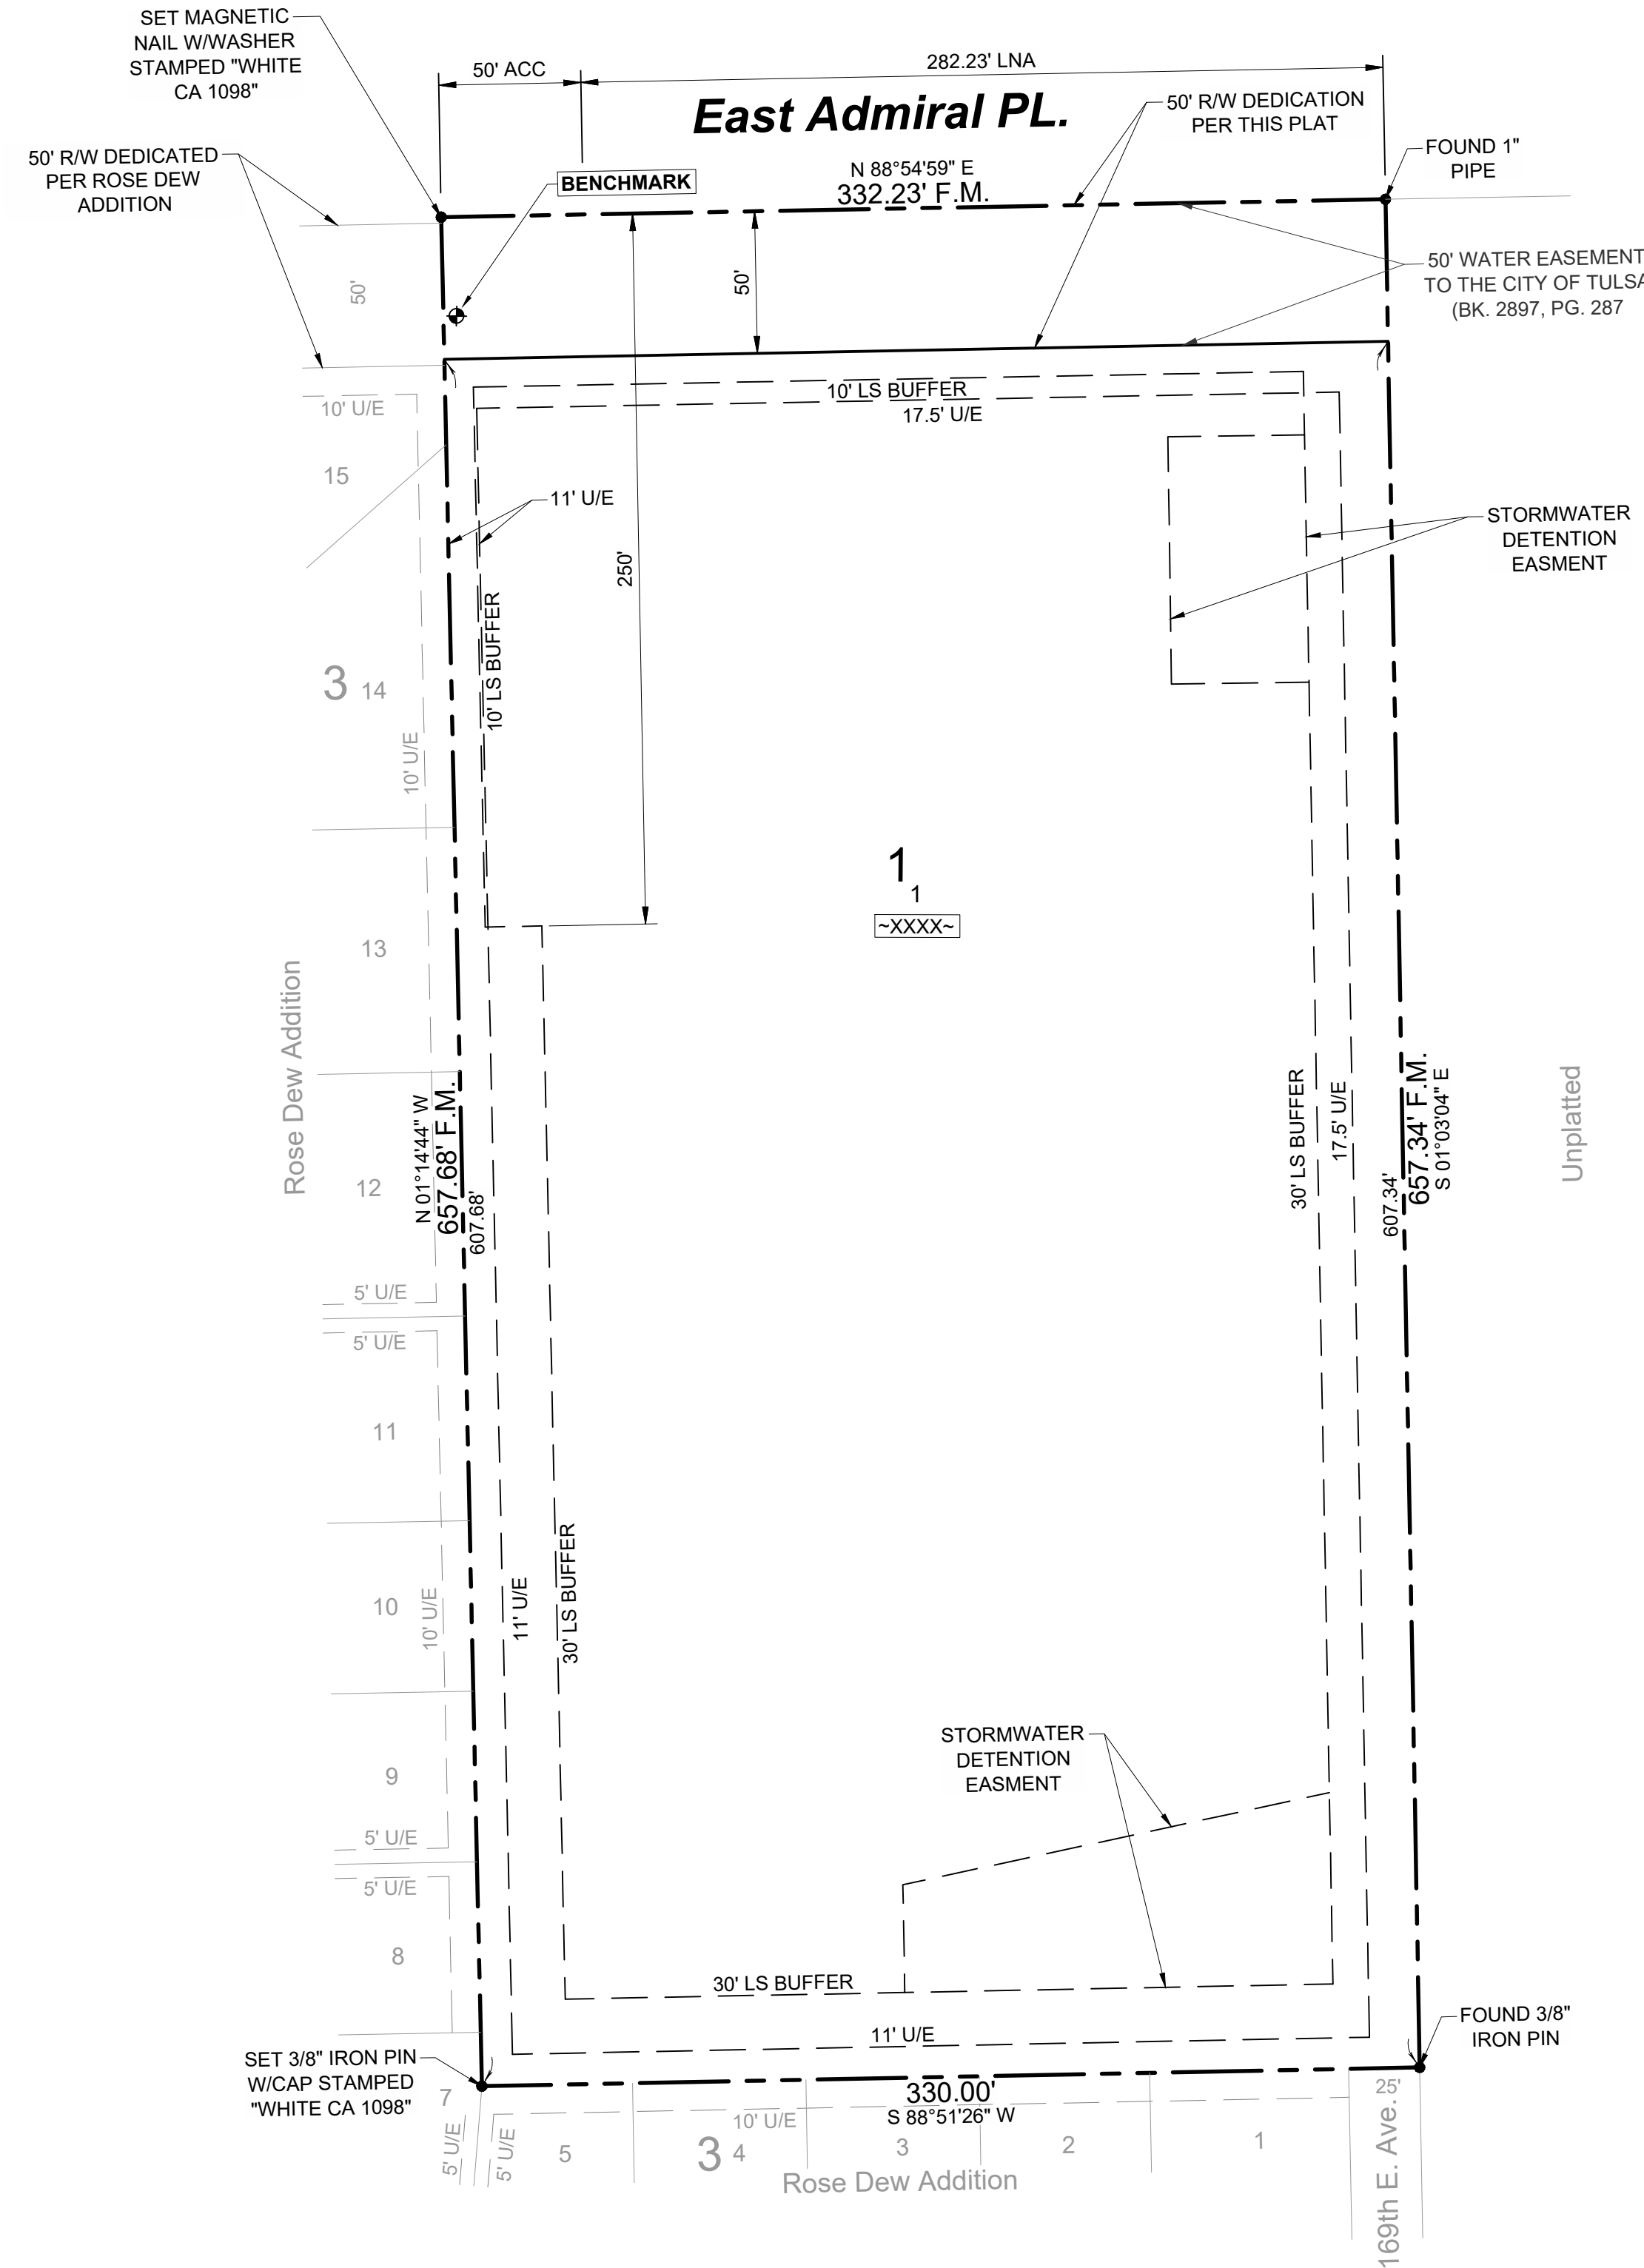 SET MAGNETIC
NAIL W/WASHER
STAMPED "WHITE
CA 1098"
50' ACC
282.23' LNA
East Admiral PL.
50' R/W DEDICATION
PER THIS PLAT
50' R/W DEDICATED
PER ROSE DEW
ADDITION
BENCHMARK
N 88°54'59" E
332.23' F.M.
FOUND 1"
PIPE
50'
50'
50' WATER EASEMENT
TO THE CITY OF TULSA
(BK. 2897, PG. 287
10' U/E
10' LS BUFFER
17.5' U/E
15
11' U/E
STORMWATER
DETENTION
EASMENT
250'
10' LS BUFFER
3 14
10' U/E
1
1
~XXXX~
13
Rose Dew Addition
N 01°14'44" W
657.68' F.M.
607.68'
30' LS BUFFER
17.5' U/E
607.34'
657.34' F.M.
S 01°03'04" E
Unplatted
12
5' U/E
5' U/E
11
10
10' U/E
11' U/E
30' LS BUFFER
STORMWATER
DETENTION
EASMENT
9
5' U/E
5' U/E
8
30' LS BUFFER
11' U/E
FOUND 3/8"
IRON PIN
SET 3/8" IRON PIN
W/CAP STAMPED
"WHITE CA 1098"
7
330.00'
S 88°51'26" W
25'
10' U/E
5' U/E
5' U/E
5
3 4
3
2
1
Rose Dew Addition
169th E. Ave.